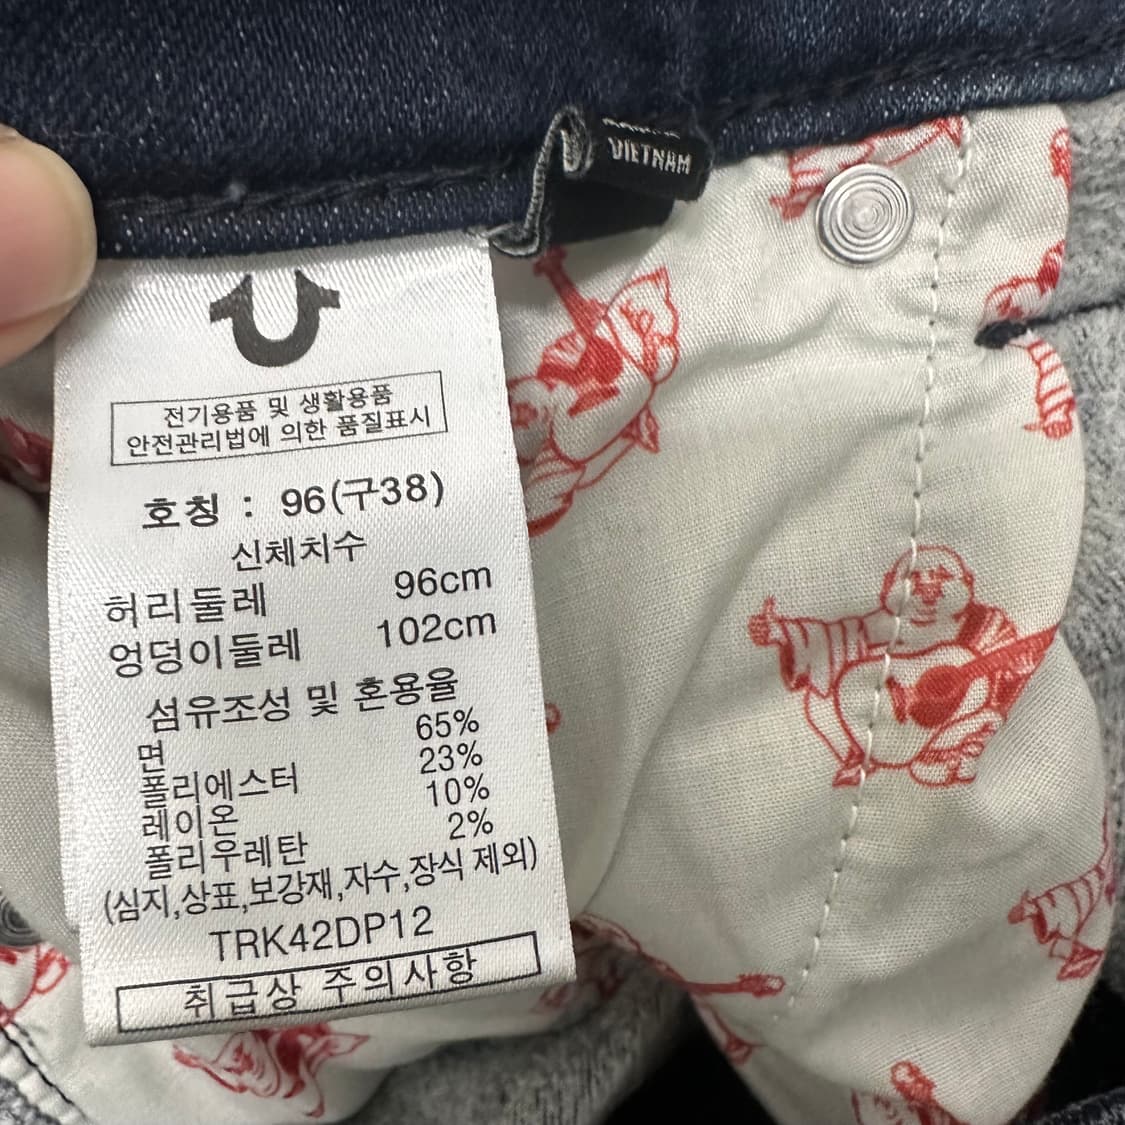 VIETNAM
전기용품 및 생활용품
안전관리법에 의한 품질표시
호칭 : 96(구38)
신체치수
허리둘레 96cm
엉덩이둘레 102cm
섬유조성 및 혼용율
면 65%
폴리에스터 23%
레이온 10%
폴리우레탄 2%
(심지,상표,보강재,자수,장식 제외)
TRK42DP12
취급상 주의사항